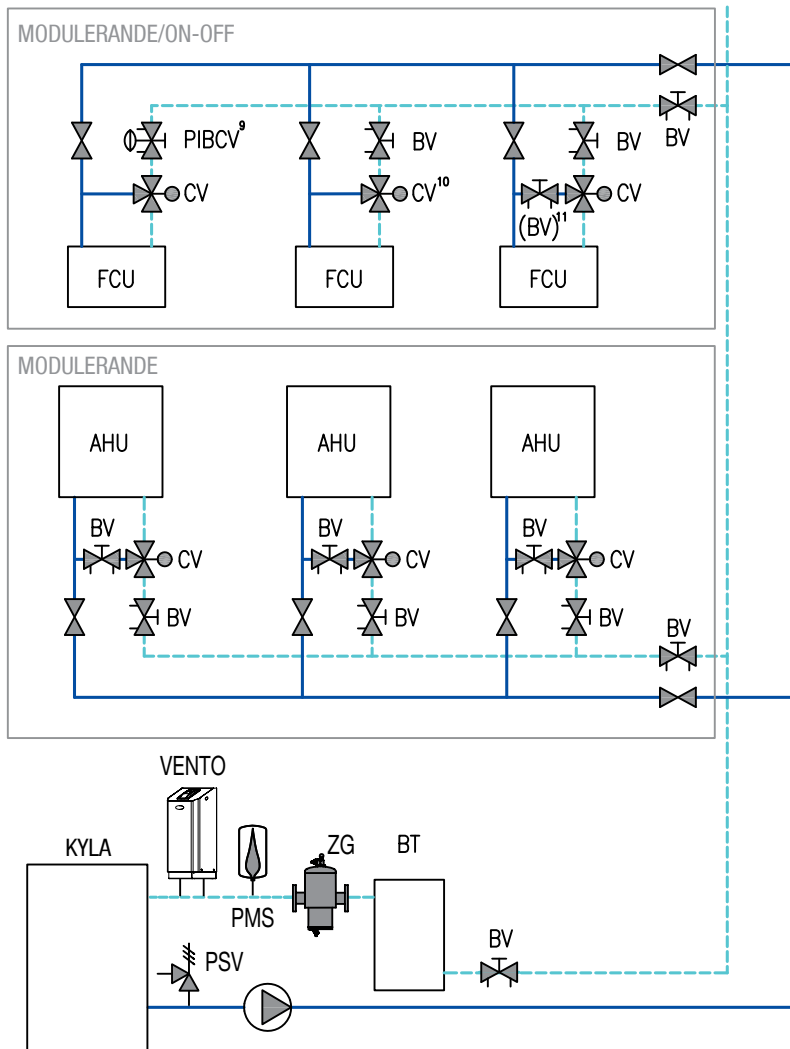 MODULERANDE/ON-OFF
BV
PIBCV⁹
BV
BV
CV
CV¹⁰
CV
(BV)¹¹
FCU
FCU
FCU
MODULERANDE
AHU
AHU
AHU
BV
BV
BV
CV
CV
CV
BV
BV
BV
BV
VENTO
KYLA
ZG
BT
PMS
BV
PSV